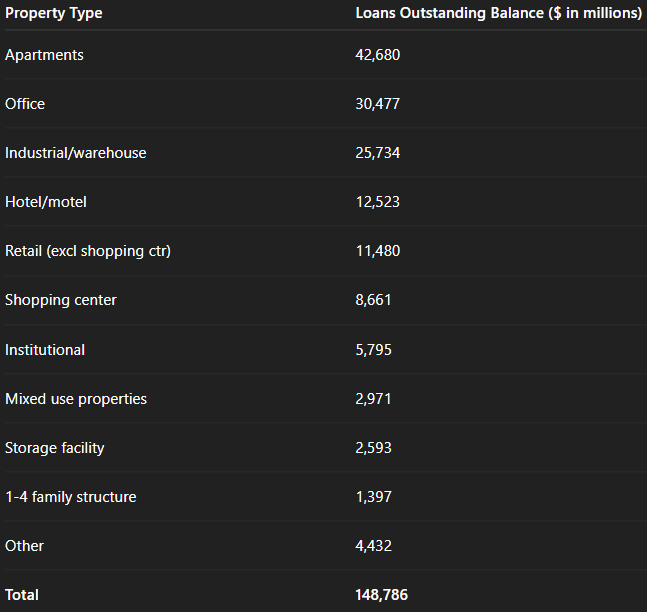 Property Type Loans Outstanding Balance ($ in millions)
Apartments 42,680
Office 30,477
Industrial/warehouse 25,734
Hotel/motel 12,523
Retail (excl shopping ctr) 11,480
Shopping center 8,661
Institutional 5,795
Mixed use properties 2,971
Storage facility 2,593
1-4 family structure 1,397
Other 4,432
Total 148,786